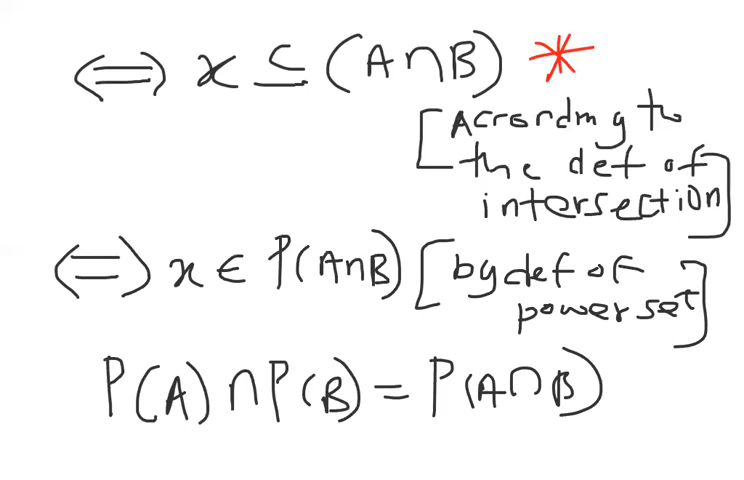 ⟺ x ⊆ (A∩B) *
[According to
the def of
intersection]
⟺ x ∈ P(A∩B) [by def of
power set]
P(A) ∩ P(B) = P(A∩B)